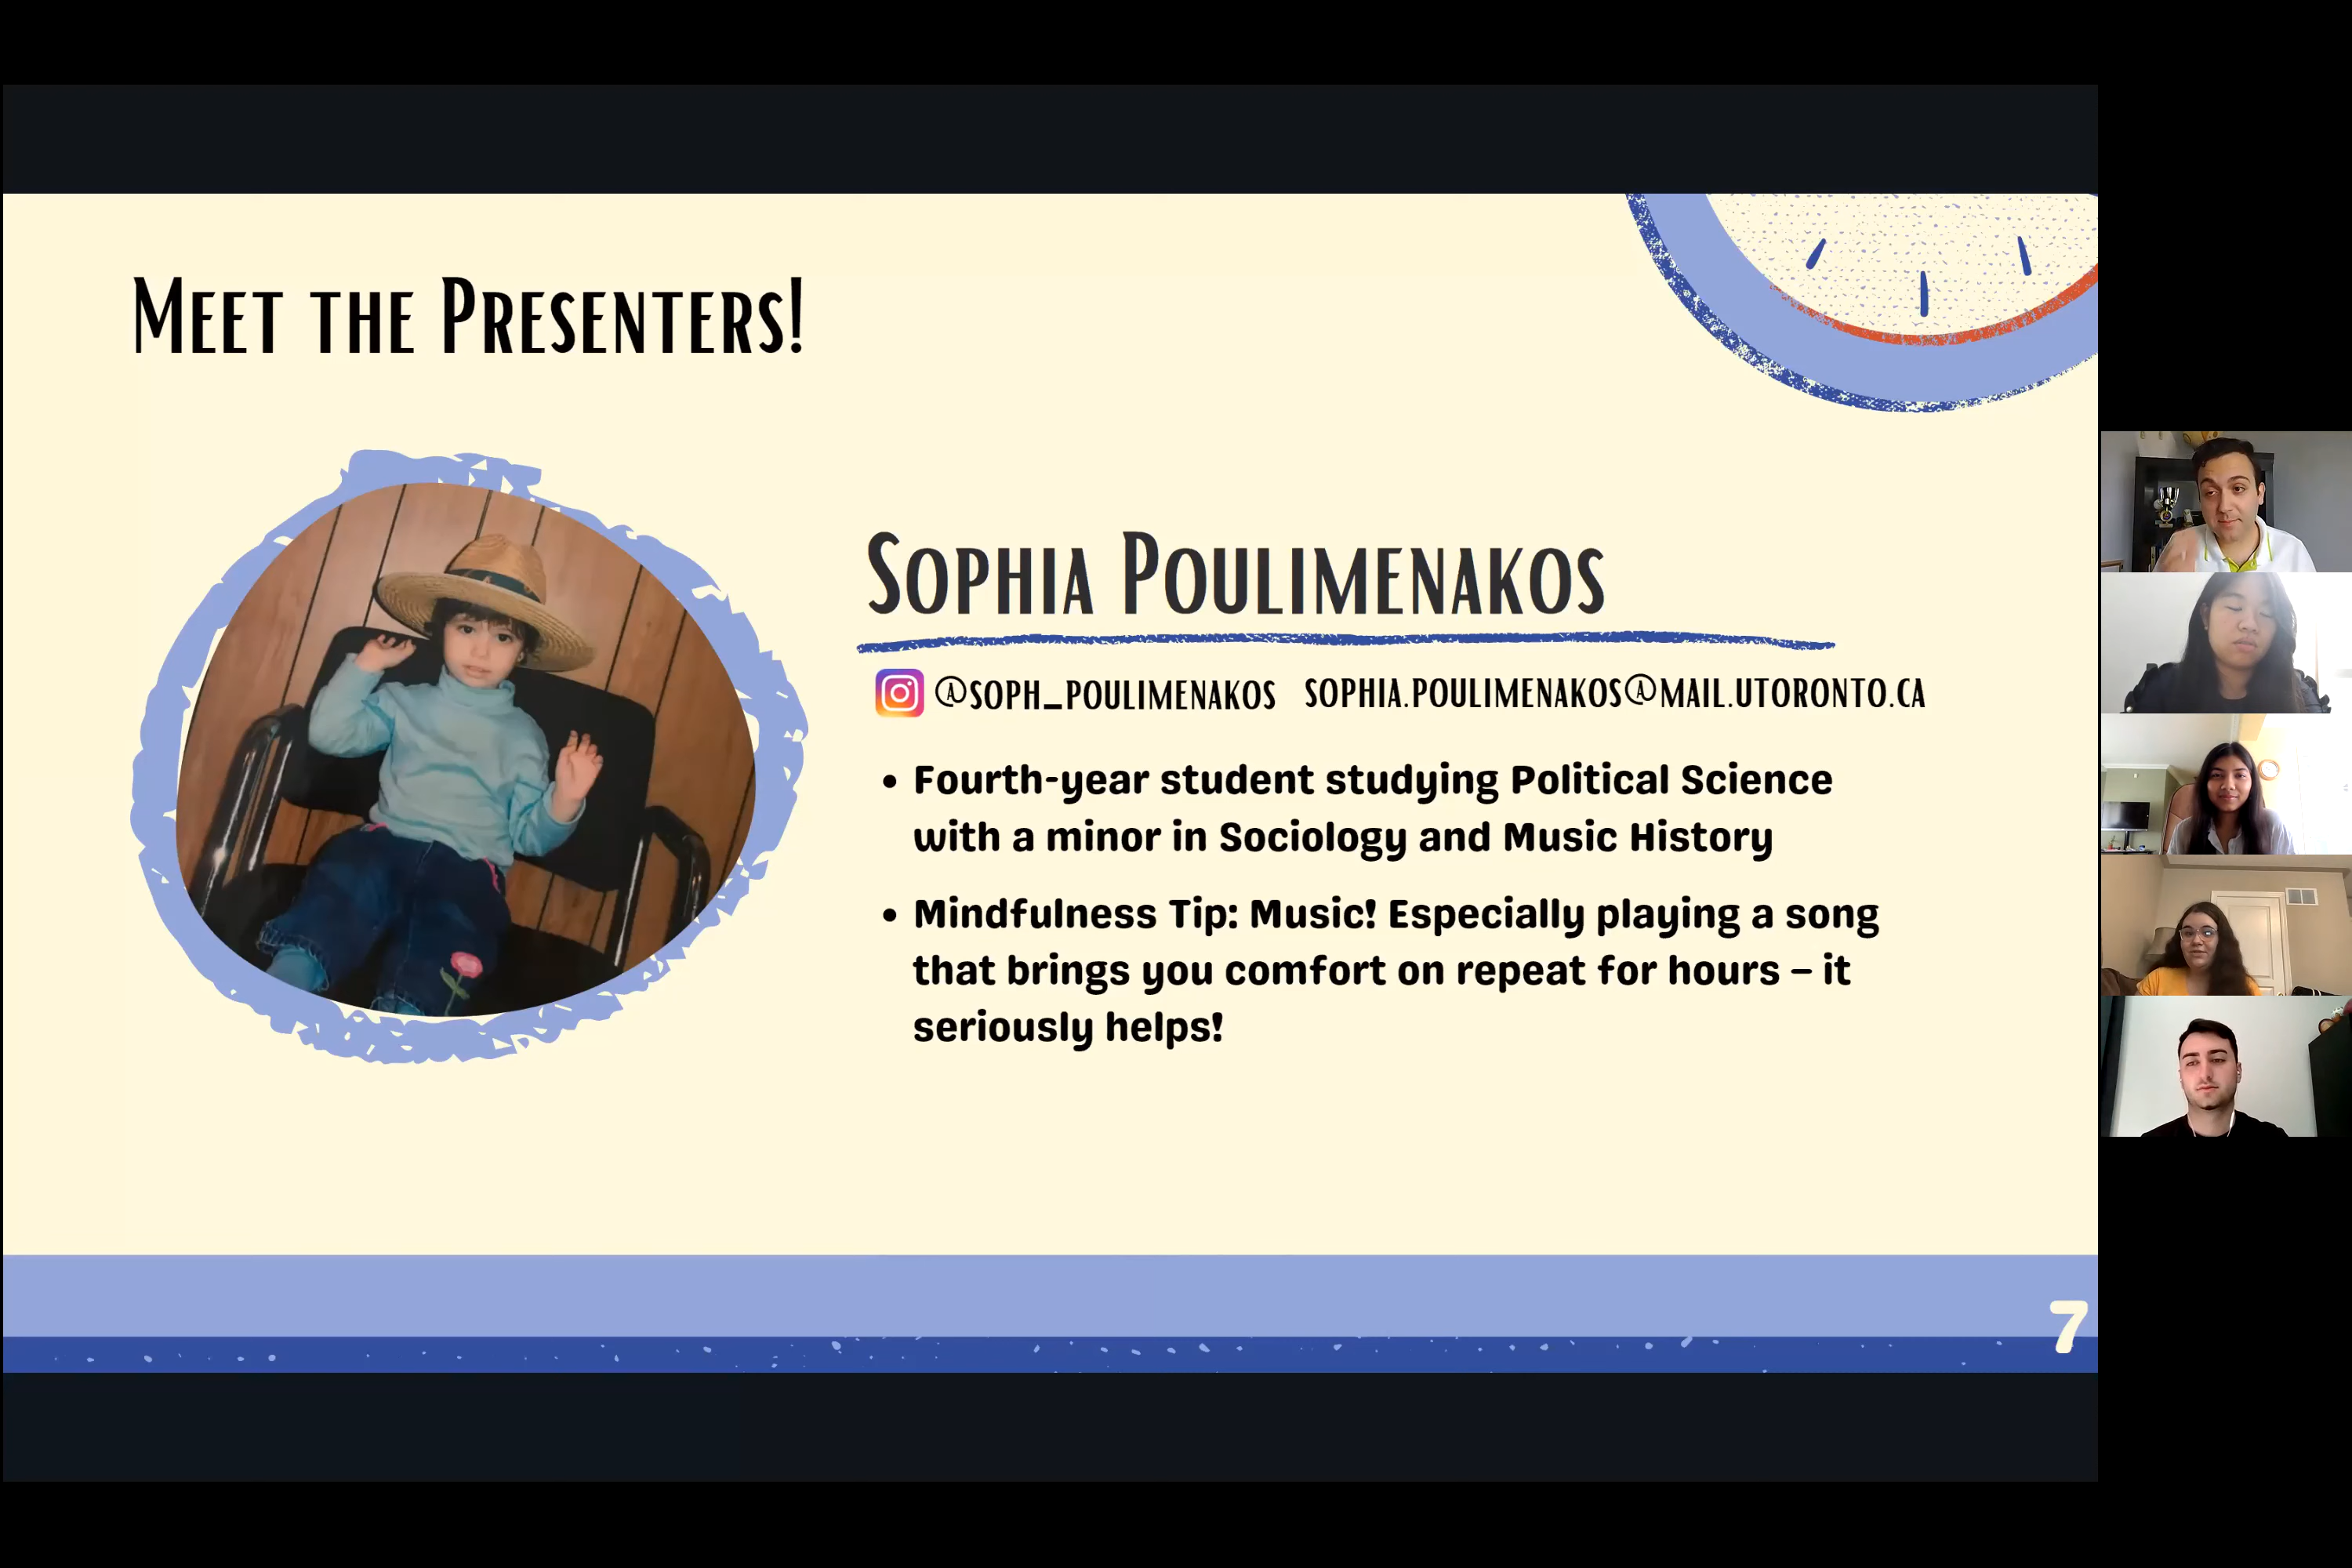 MEET THE PRESENTERS!
SOPHIA POULIMENAKOS
@SOPH_POULIMENAKOS SOPHIA.POULIMENAKOS@MAIL.UTORONTO.CA
• Fourth-year student studying Political Science
with a minor in Sociology and Music History
• Mindfulness Tip: Music! Especially playing a song
that brings you comfort on repeat for hours – it
seriously helps!
7